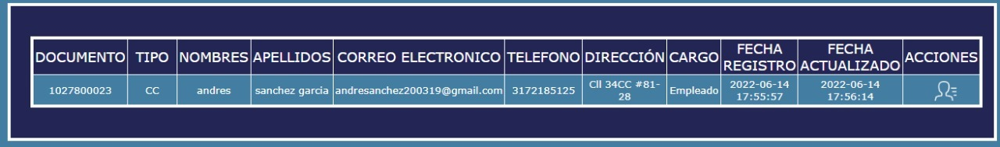 DOCUMENTO TIPO NOMBRES APELLIDOS CORREO ELECTRONICO TELEFONO DIRECCIÓN CARGO FECHA REGISTRO FECHA ACTUALIZADO ACCIONES
1027800023 CC andres sanchez garcia andresanchez200319@gmail.com 3172185125 Cll 34CC #81-28 Empleado 2022-06-14 17:55:57 2022-06-14 17:56:14